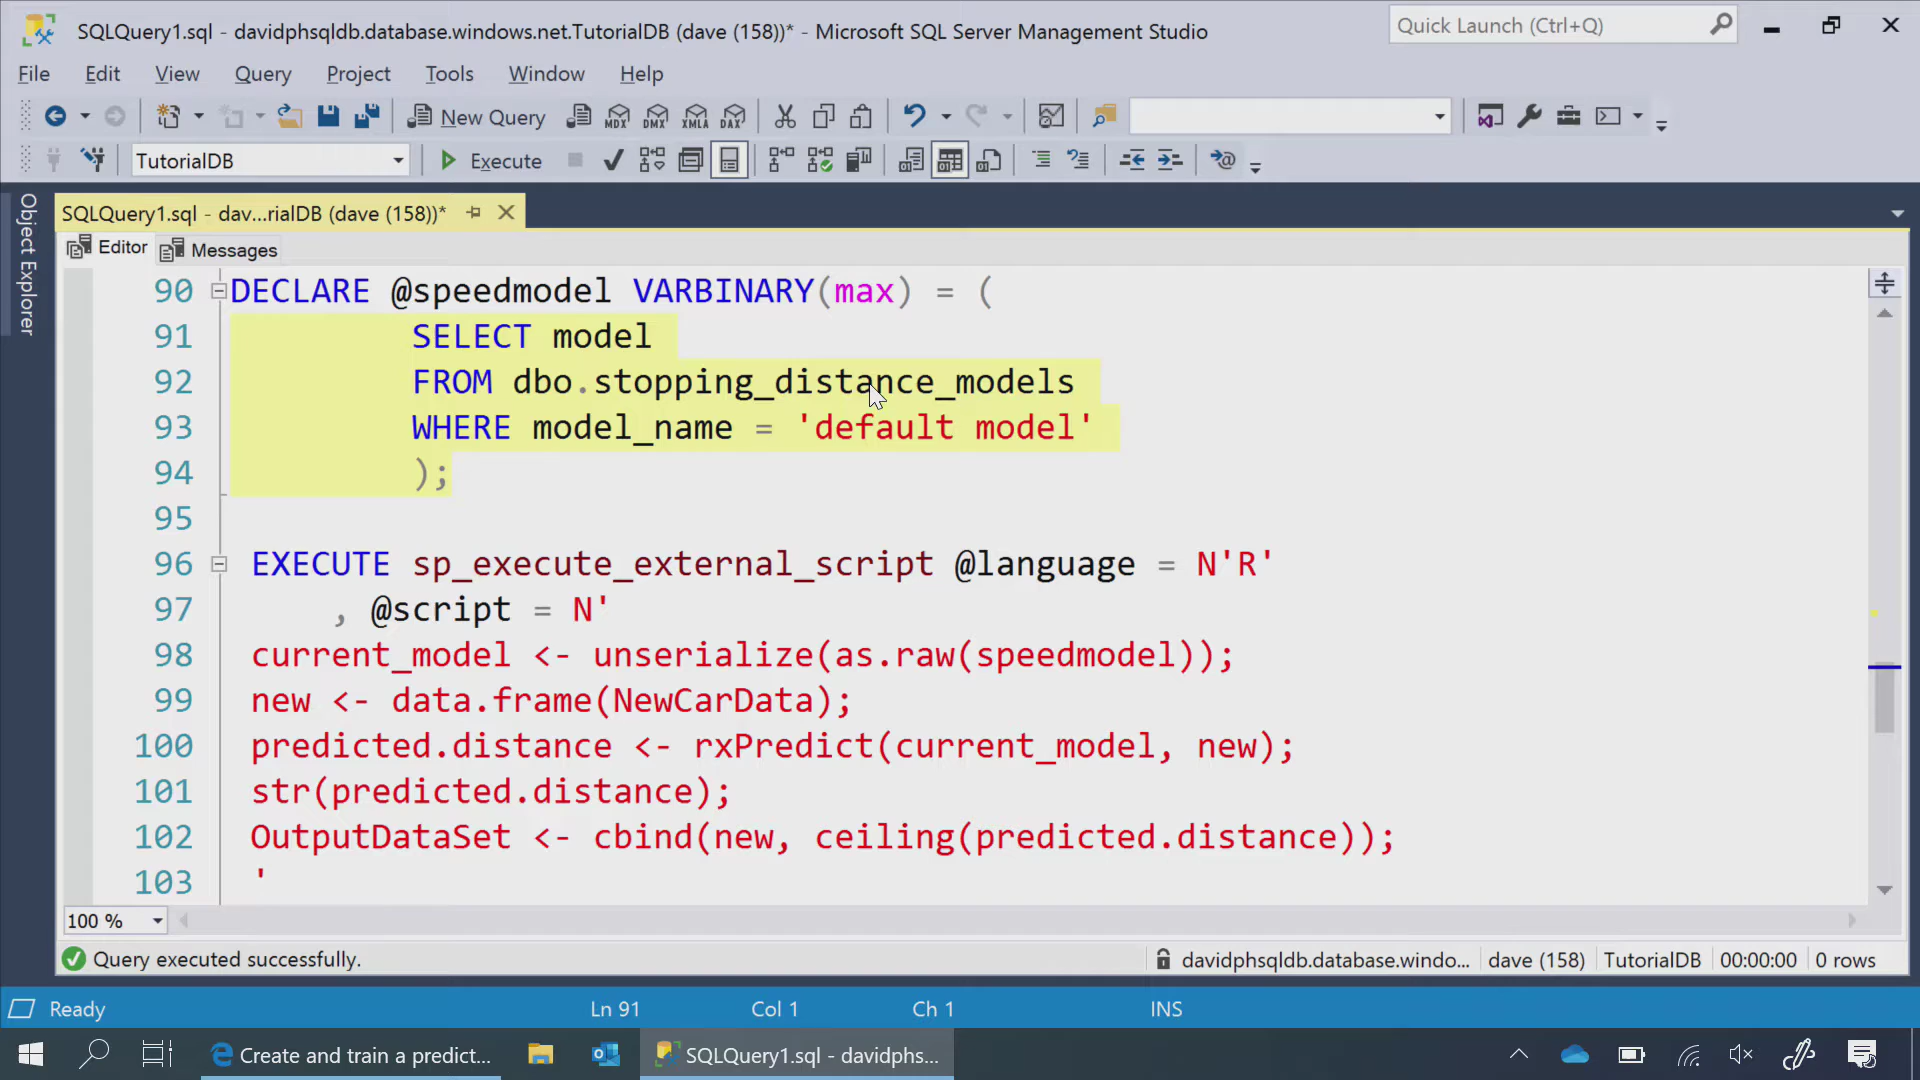 SQLQuery1.sql - davidphsqldb.database.windows.net.TutorialDB (dave (158))* - Microsoft SQL Server Management Studio
Quick Launch (Ctrl+Q)
File Edit View Query Project Tools Window Help
New Query MDX DMX XMLA DAX
TutorialDB Execute
Object Explorer
SQLQuery1.sql - dav...rialDB (dave (158))*
Editor Messages
90 DECLARE @speedmodel VARBINARY(max) = (
91 SELECT model
92 FROM dbo.stopping_distance_models
93 WHERE model_name = 'default model'
94 );
95
96 EXECUTE sp_execute_external_script @language = N'R'
97 , @script = N'
98 current_model <- unserialize(as.raw(speedmodel));
99 new <- data.frame(NewCarData);
100 predicted.distance <- rxPredict(current_model, new);
101 str(predicted.distance);
102 OutputDataSet <- cbind(new, ceiling(predicted.distance));
103 '
100 %
Query executed successfully. davidphsqldb.database.windo... dave (158) TutorialDB 00:00:00 0 rows
Ready Ln 91 Col 1 Ch 1 INS
Create and train a predict... SQLQuery1.sql - davidphs...